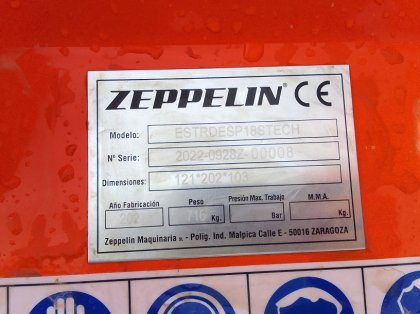 ZEPPELIN CE
Modelo: ESTRDESP18STECH
Nº Serie: 2022-0928Z-00008
Dimensiones: 121*202*103
Año Fabricación Peso Presión Max. Trabajo M.M.A.
716 Kg. Bar Kg.
Zeppelin Maquinaria - Polig. Ind. Malpica Calle E - 50016 ZARAGOZA